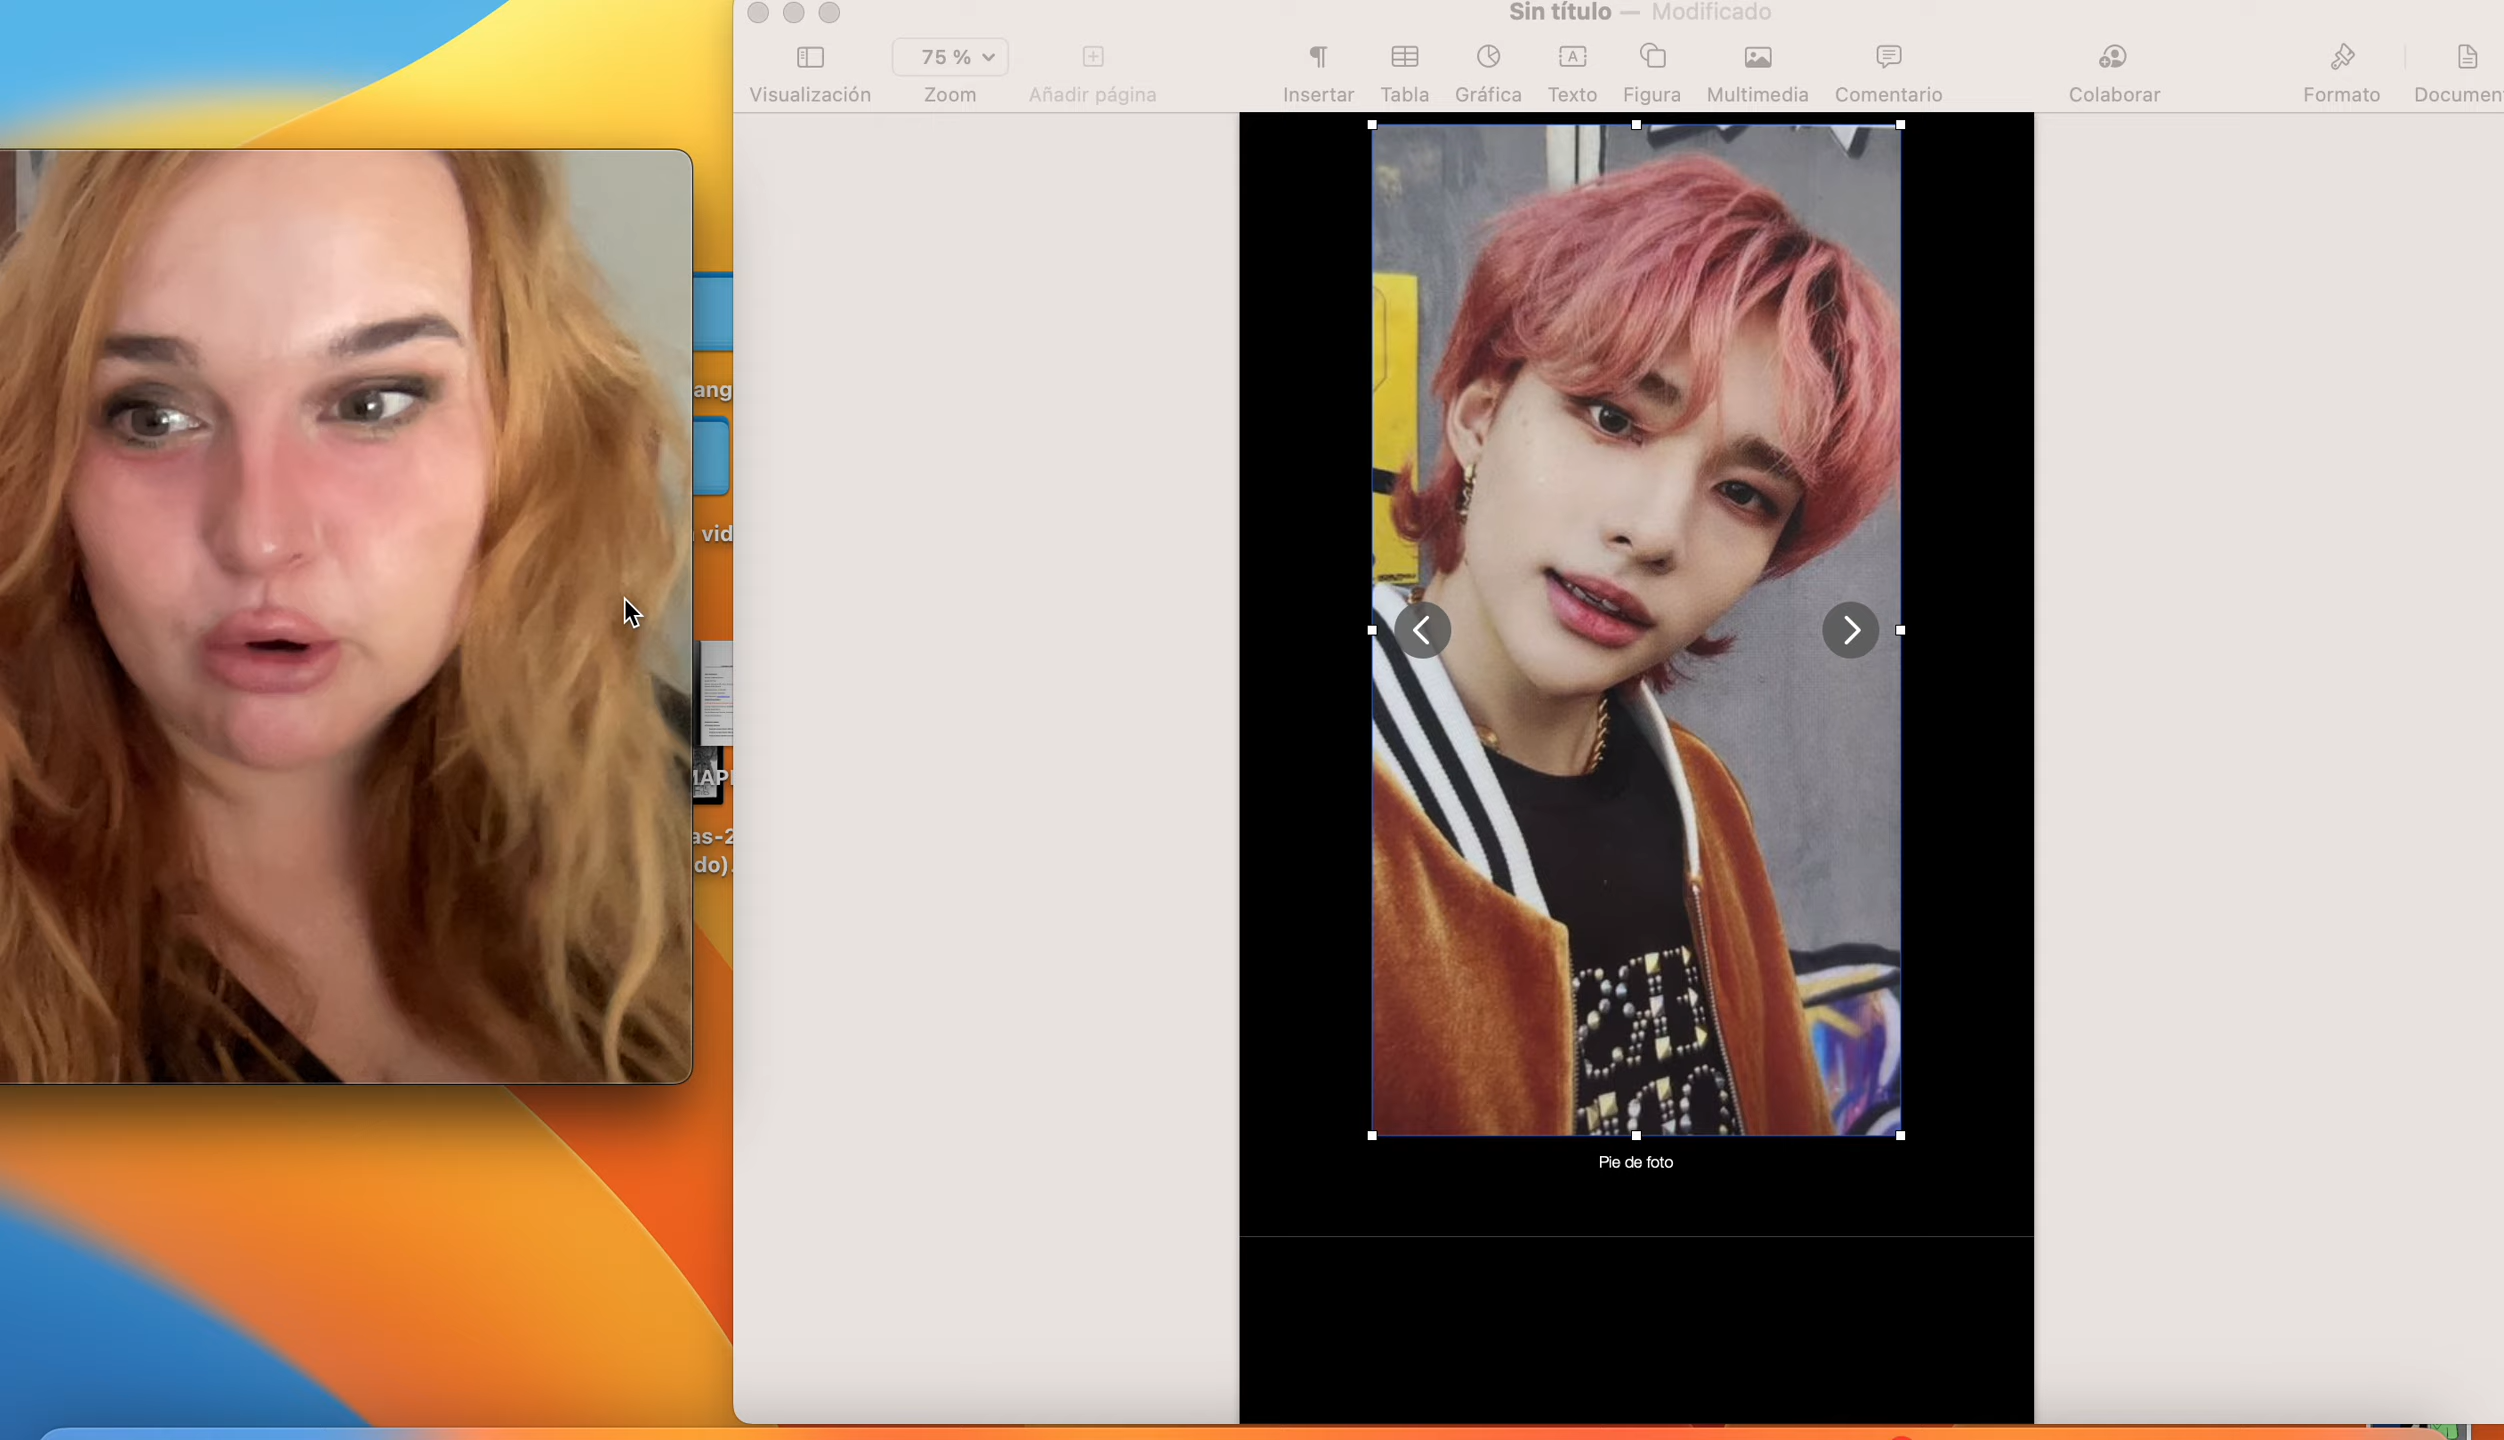 Sin título — Modificado
75 %
Visualización
Zoom
Añadir página
Insertar
Tabla
Gráfica
Texto
Figura
Multimedia
Comentario
Colaborar
Formato
Documen
ang
vid
as-2
do).
Pie de foto